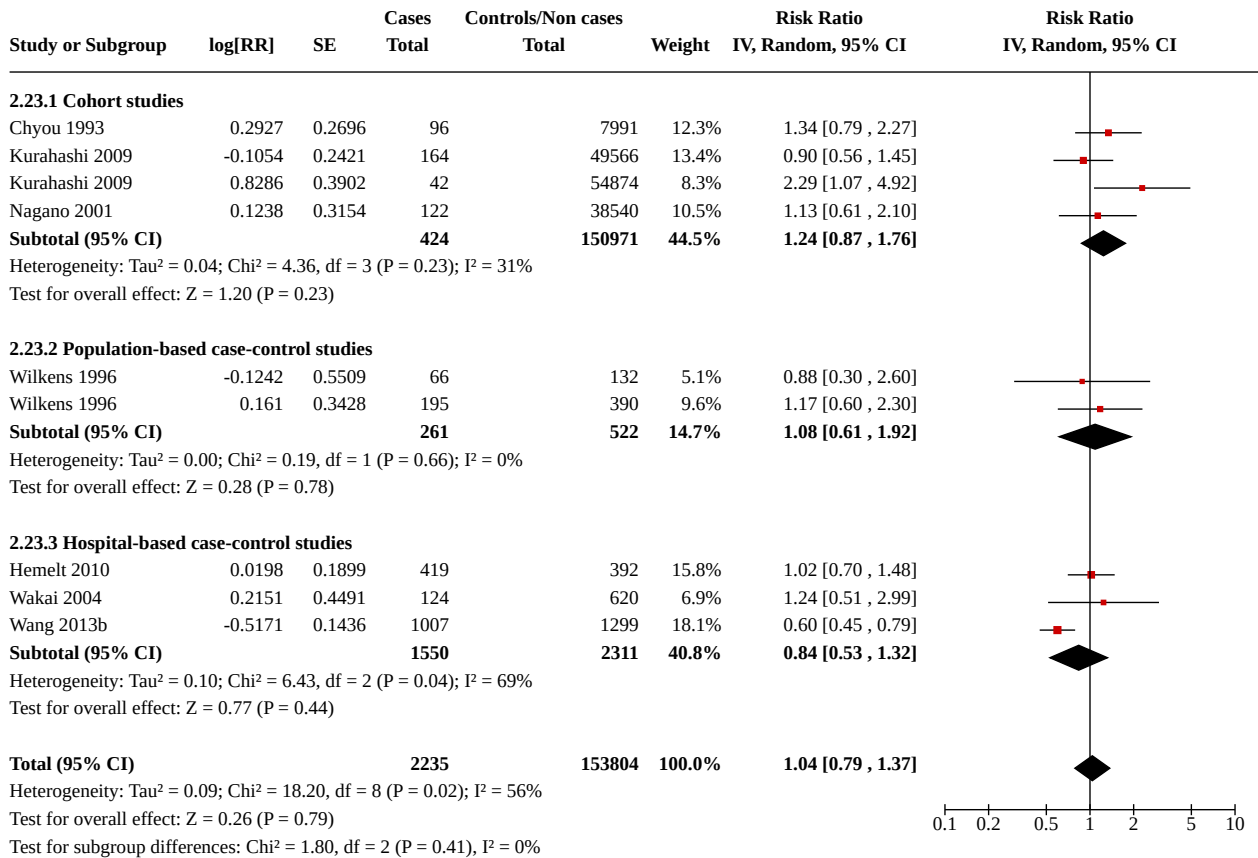 Cases Controls/Non cases Risk Ratio Risk Ratio
Study or Subgroup log[RR] SE Total Total Weight IV, Random, 95% CI IV, Random, 95% CI
2.23.1 Cohort studies
Chyou 1993 0.2927 0.2696 96 7991 12.3% 1.34 [0.79 , 2.27]
Kurahashi 2009 -0.1054 0.2421 164 49566 13.4% 0.90 [0.56 , 1.45]
Kurahashi 2009 0.8286 0.3902 42 54874 8.3% 2.29 [1.07 , 4.92]
Nagano 2001 0.1238 0.3154 122 38540 10.5% 1.13 [0.61 , 2.10]
Subtotal (95% CI) 424 150971 44.5% 1.24 [0.87 , 1.76]
Heterogeneity: Tau² = 0.04; Chi² = 4.36, df = 3 (P = 0.23); I² = 31%
Test for overall effect: Z = 1.20 (P = 0.23)
2.23.2 Population-based case-control studies
Wilkens 1996 -0.1242 0.5509 66 132 5.1% 0.88 [0.30 , 2.60]
Wilkens 1996 0.161 0.3428 195 390 9.6% 1.17 [0.60 , 2.30]
Subtotal (95% CI) 261 522 14.7% 1.08 [0.61 , 1.92]
Heterogeneity: Tau² = 0.00; Chi² = 0.19, df = 1 (P = 0.66); I² = 0%
Test for overall effect: Z = 0.28 (P = 0.78)
2.23.3 Hospital-based case-control studies
Hemelt 2010 0.0198 0.1899 419 392 15.8% 1.02 [0.70 , 1.48]
Wakai 2004 0.2151 0.4491 124 620 6.9% 1.24 [0.51 , 2.99]
Wang 2013b -0.5171 0.1436 1007 1299 18.1% 0.60 [0.45 , 0.79]
Subtotal (95% CI) 1550 2311 40.8% 0.84 [0.53 , 1.32]
Heterogeneity: Tau² = 0.10; Chi² = 6.43, df = 2 (P = 0.04); I² = 69%
Test for overall effect: Z = 0.77 (P = 0.44)
Total (95% CI) 2235 153804 100.0% 1.04 [0.79 , 1.37]
Heterogeneity: Tau² = 0.09; Chi² = 18.20, df = 8 (P = 0.02); I² = 56%
Test for overall effect: Z = 0.26 (P = 0.79) 0.1 0.2 0.5 1 2 5 10
Test for subgroup differences: Chi² = 1.80, df = 2 (P = 0.41), I² = 0%